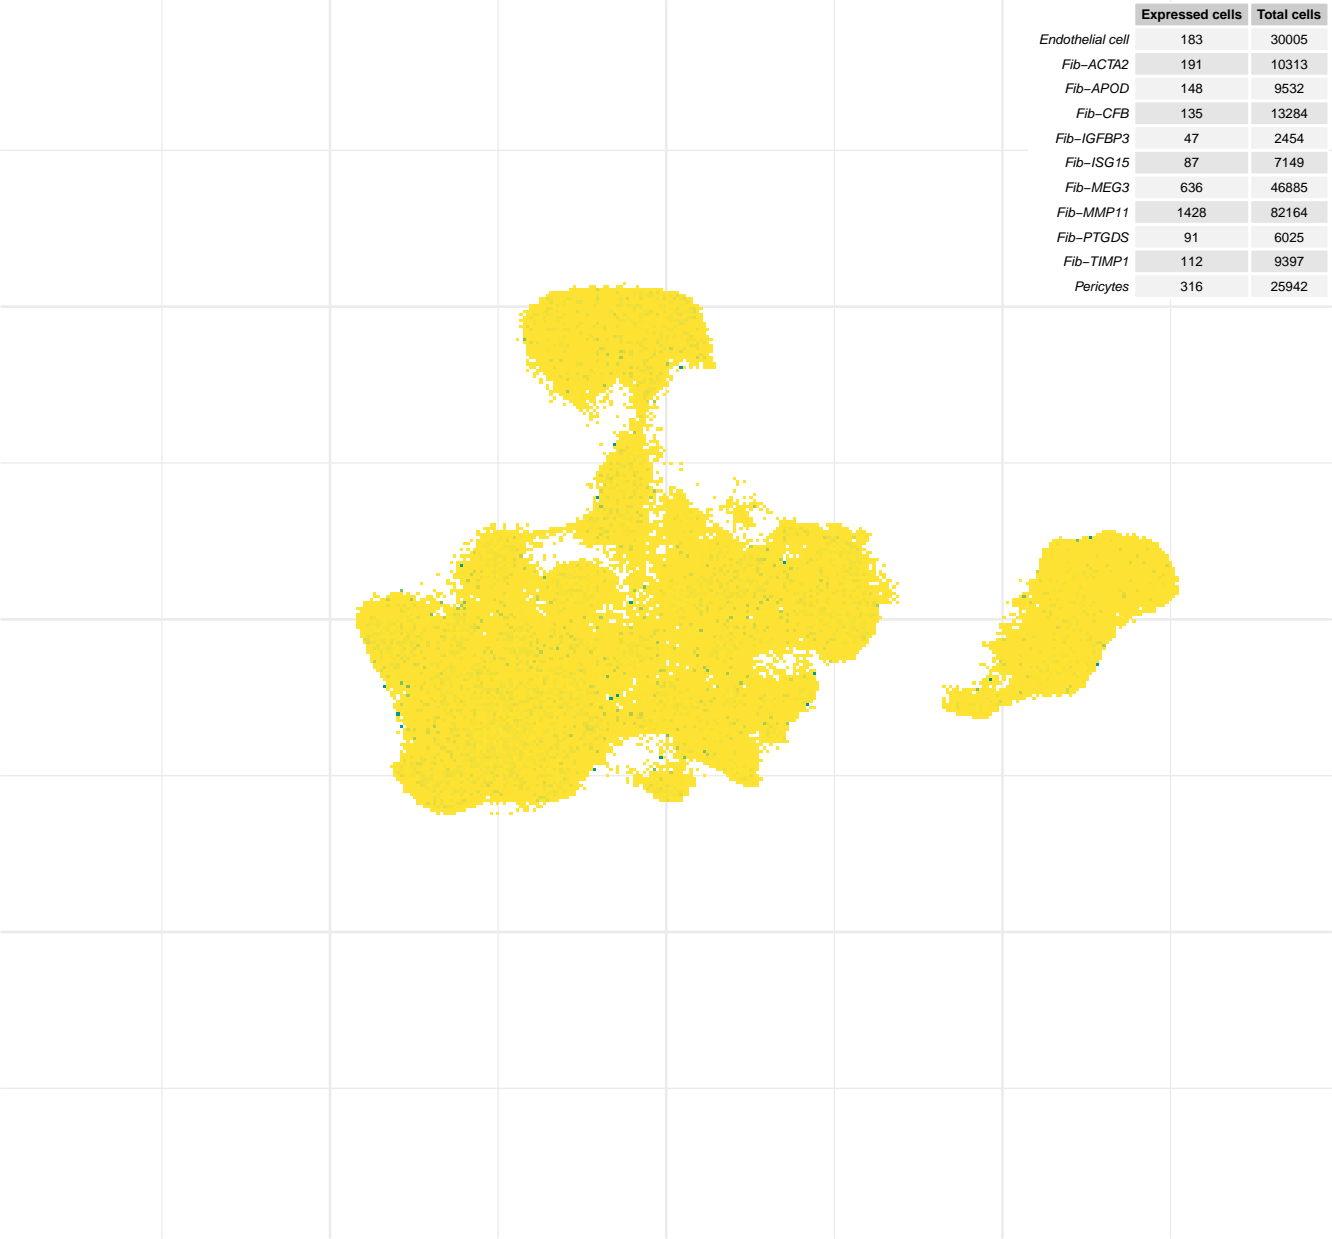 Expressed cells Total cells
Endothelial cell 183 30005
Fib−ACTA2 191 10313
Fib−APOD 148 9532
Fib−CFB 135 13284
Fib−IGFBP3 47 2454
Fib−ISG15 87 7149
Fib−MEG3 636 46885
Fib−MMP11 1428 82164
Fib−PTGDS 91 6025
Fib−TIMP1 112 9397
Pericytes 316 25942